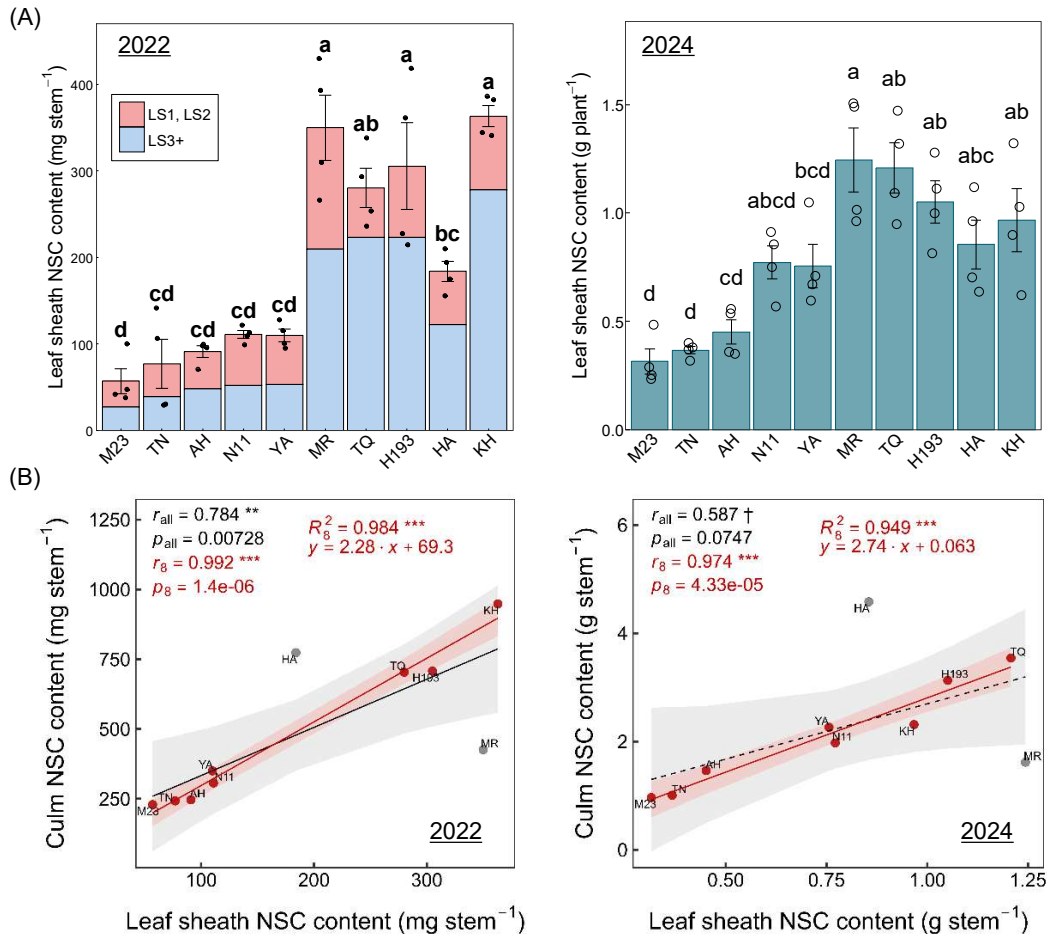 (A)
2022
Leaf sheath NSC content (mg stem⁻¹)
400
300
200
100
0
LS1, LS2
LS3+
d
cd
cd
cd
cd
a
ab
a
bc
a
M23
TN
AH
N11
YA
MR
TQ
H193
HA
KH
2024
Leaf sheath NSC content (g plant⁻¹)
1.5
1.0
0.5
0.0
d
d
cd
abcd
bcd
a
ab
ab
abc
ab
M23
TN
AH
N11
YA
MR
TQ
H193
HA
KH
(B)
Culm NSC content (mg stem⁻¹)
1250
1000
750
500
250
r_all = 0.784 **
p_all = 0.00728
r₈ = 0.992 ***
p₈ = 1.4e-06
R₈² = 0.984 ***
y = 2.28 · x + 69.3
KH
HA
TQ
H193
MR
YA
N11
TN
AH
M23
2022
100
200
300
Leaf sheath NSC content (mg stem⁻¹)
Culm NSC content (g stem⁻¹)
6
4
2
0
r_all = 0.587 †
p_all = 0.0747
r₈ = 0.974 ***
p₈ = 4.33e-05
R₈² = 0.949 ***
y = 2.74 · x + 0.063
HA
TQ
H193
YA
KH
N11
AH
MR
TN
M23
2024
0.50
0.75
1.00
1.25
Leaf sheath NSC content (g stem⁻¹)